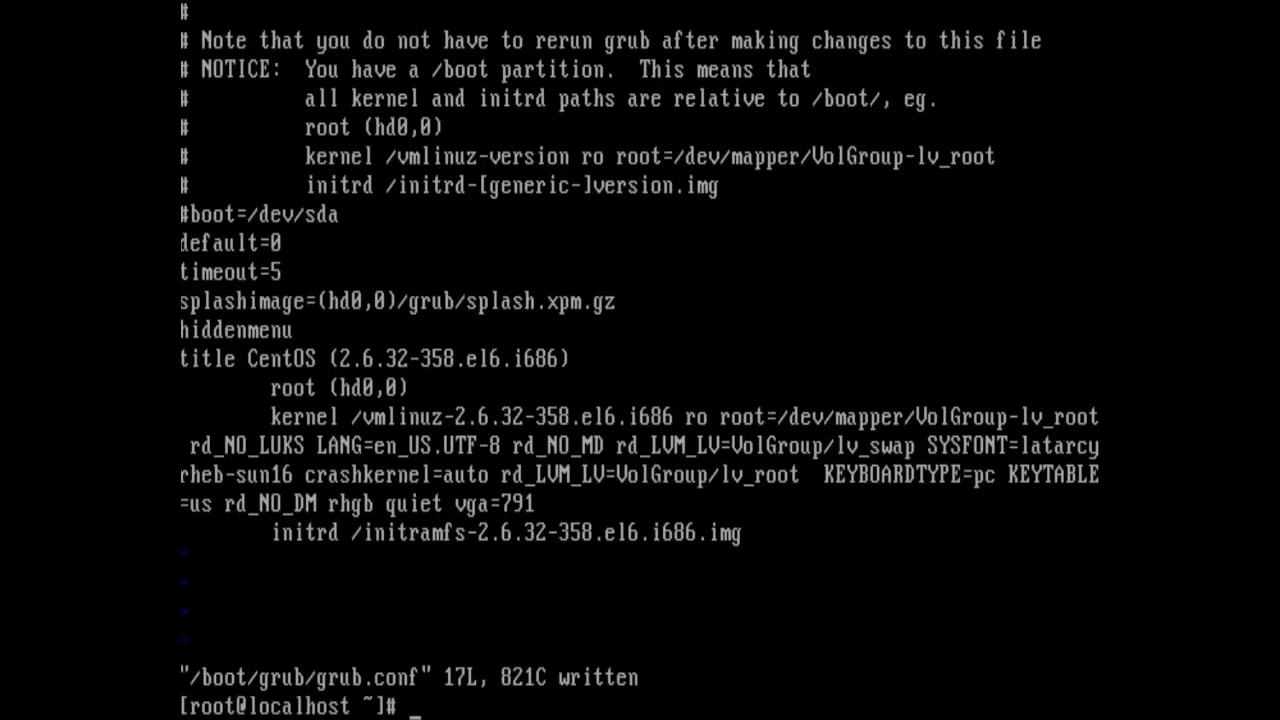 #
# Note that you do not have to rerun grub after making changes to this file
# NOTICE:  You have a /boot partition.  This means that
#          all kernel and initrd paths are relative to /boot/, eg.
#          root (hd0,0)
#          kernel /vmlinuz-version ro root=/dev/mapper/VolGroup-lv_root
#          initrd /initrd-[generic-]version.img
#boot=/dev/sda
default=0
timeout=5
splashimage=(hd0,0)/grub/splash.xpm.gz
hiddenmenu
title CentOS (2.6.32-358.el6.i686)
        root (hd0,0)
        kernel /vmlinuz-2.6.32-358.el6.i686 ro root=/dev/mapper/VolGroup-lv_root
 rd_NO_LUKS LANG=en_US.UTF-8 rd_NO_MD rd_LVM_LV=VolGroup/lv_swap SYSFONT=latarcy
rheb-sun16 crashkernel=auto rd_LVM_LV=VolGroup/lv_root  KEYBOARDTYPE=pc KEYTABLE
=us rd_NO_DM rhgb quiet vga=791
        initrd /initramfs-2.6.32-358.el6.i686.img
~
~
~
~
"/boot/grub/grub.conf" 17L, 821C written
[root@localhost ~]# _